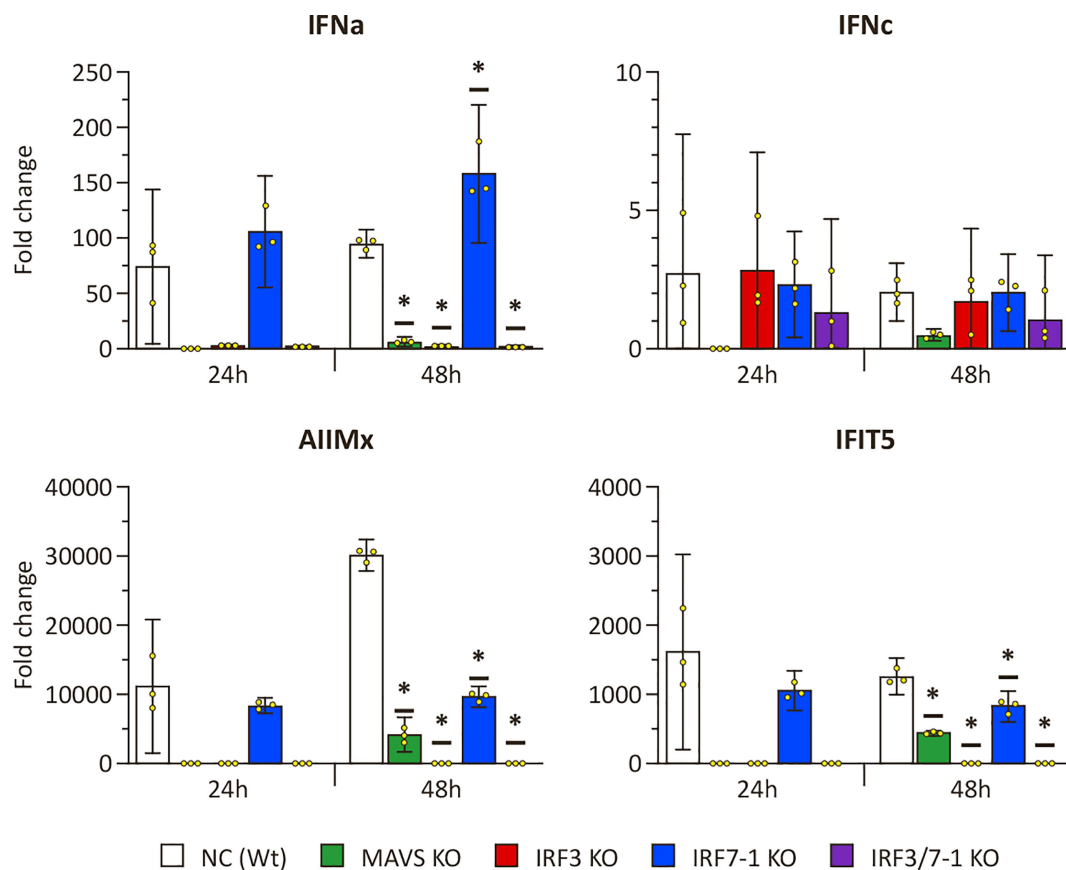 IFNa
IFNc
Fold change
250
200
150
100
50
0
* * * * 
24h 48h
10
5
0
24h 48h
AIIMx
IFIT5
Fold change
40000
30000
20000
10000
0
* * * *
24h 48h
4000
3000
2000
1000
0
* * * *
24h 48h
NC (Wt) MAVS KO IRF3 KO IRF7-1 KO IRF3/7-1 KO